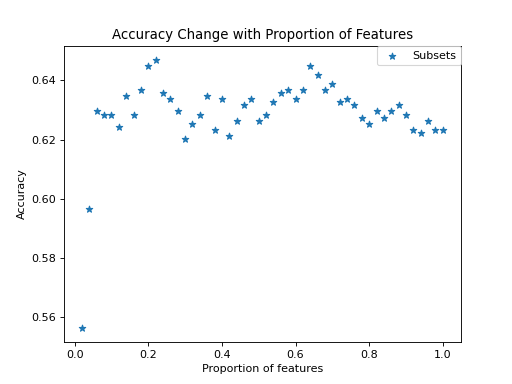 Accuracy Change with Proportion of Features
Subsets
0.64
0.62
0.60
0.58
0.56
Accuracy
0.0 0.2 0.4 0.6 0.8 1.0
Proportion of features